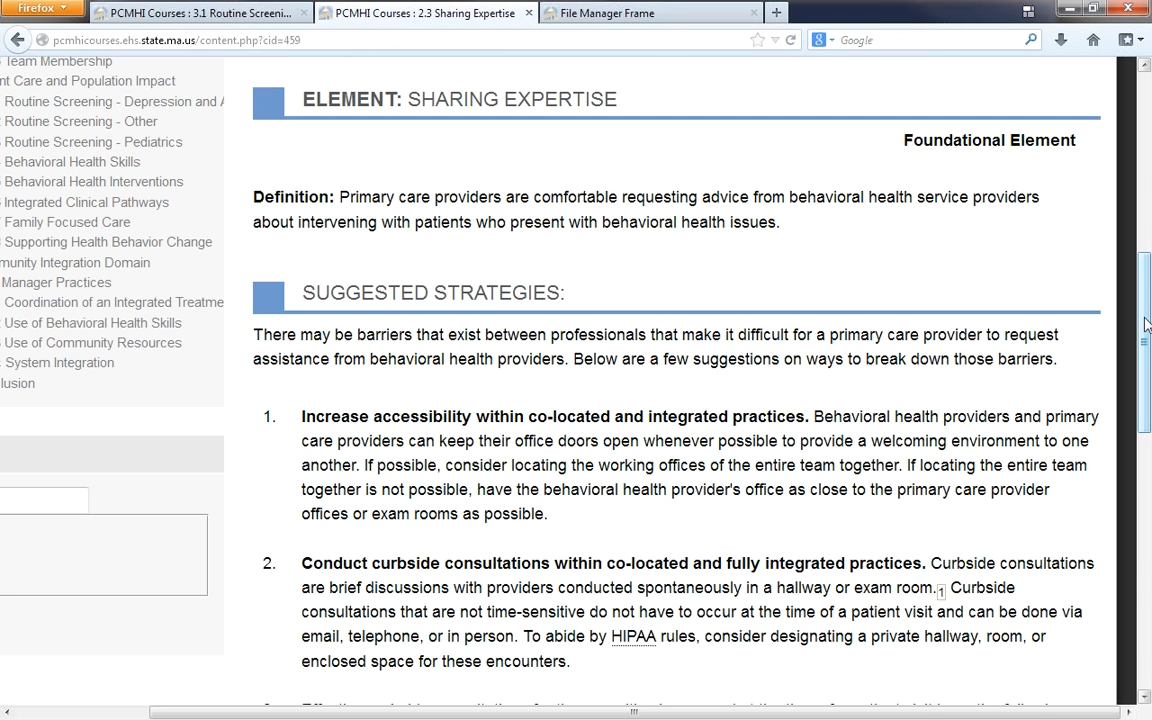 Firefox
PCMHI Courses : 3.1 Routine Screeni...
PCMHI Courses : 2.3 Sharing Expertise
File Manager Frame
pcmhicourses.ehs.state.ma.us/content.php?cid=459
Google
Team Membership
nt Care and Population Impact
Routine Screening - Depression and
Routine Screening - Other
Routine Screening - Pediatrics
Behavioral Health Skills
Behavioral Health Interventions
Integrated Clinical Pathways
Family Focused Care
Supporting Health Behavior Change
munity Integration Domain
Manager Practices
Coordination of an Integrated Treatme
Use of Behavioral Health Skills
Use of Community Resources
System Integration
lusion
ELEMENT: SHARING EXPERTISE
Foundational Element
Definition: Primary care providers are comfortable requesting advice from behavioral health service providers
about intervening with patients who present with behavioral health issues.
SUGGESTED STRATEGIES:
There may be barriers that exist between professionals that make it difficult for a primary care provider to request
assistance from behavioral health providers. Below are a few suggestions on ways to break down those barriers.
1. Increase accessibility within co-located and integrated practices. Behavioral health providers and primary
care providers can keep their office doors open whenever possible to provide a welcoming environment to one
another. If possible, consider locating the working offices of the entire team together. If locating the entire team
together is not possible, have the behavioral health provider's office as close to the primary care provider
offices or exam rooms as possible.
2. Conduct curbside consultations within co-located and fully integrated practices. Curbside consultations
are brief discussions with providers conducted spontaneously in a hallway or exam room.1 Curbside
consultations that are not time-sensitive do not have to occur at the time of a patient visit and can be done via
email, telephone, or in person. To abide by HIPAA rules, consider designating a private hallway, room, or
enclosed space for these encounters.